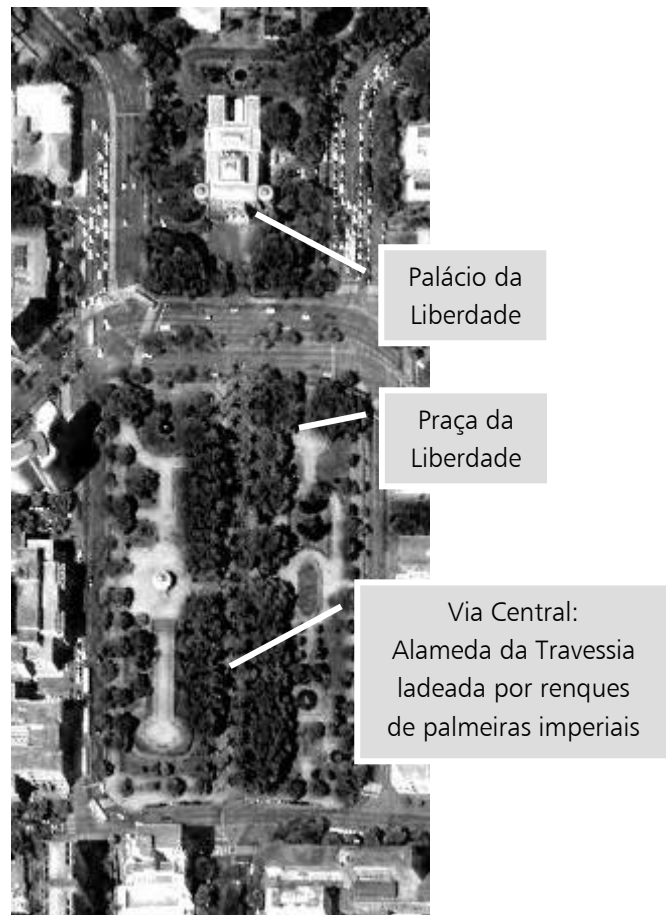 Palácio da
Liberdade
Praça da
Liberdade
Via Central:
Alameda da Travessia
ladeada por renques
de palmeiras imperiais